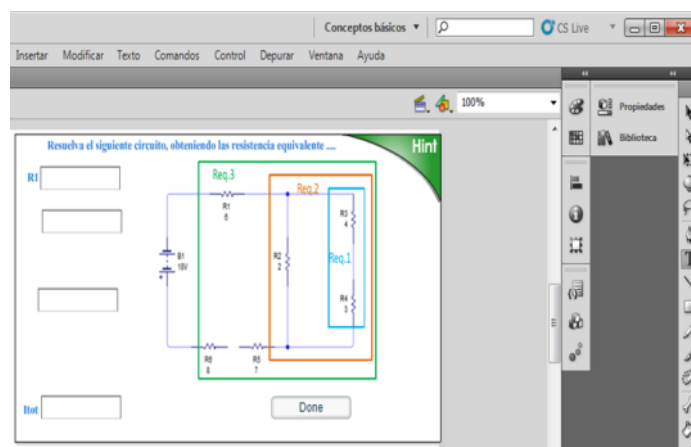 Conceptos básicos
CS Live
Insertar Modificar Texto Comandos Control Depurar Ventana Ayuda
100%
Propiedades
Biblioteca
Resuelva el siguiente circuito, obteniendo las resistencia equivalente ....
Hint
R1
Req.3
Req.2
R1
6
R3
4
B1
18V
R2
2
Req.1
R4
3
R6
8
R5
7
Itot
Done